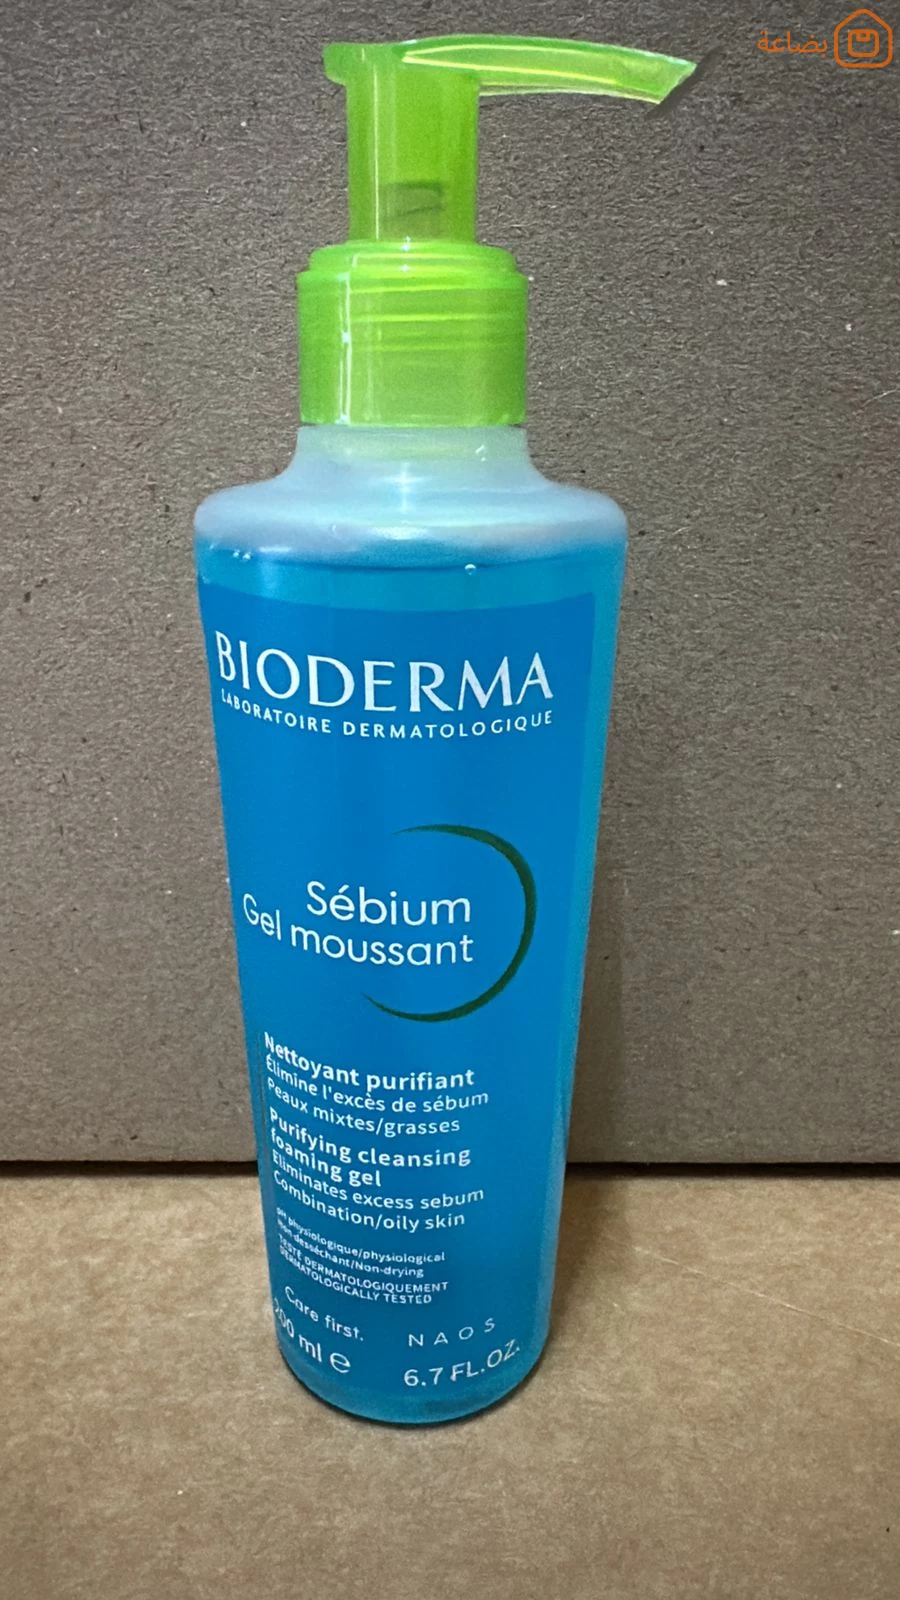 بضاعة
BIODERMA
LABORATOIRE DERMATOLOGIQUE
Sébium
Gel moussant
Nettoyant purifiant
Élimine l'excès de sébum
Peaux mixtes/grasses
Purifying cleansing
foaming gel
Eliminates excess sebum
Combination/oily skin
pH physiologique/physiological
Non desséchant/Non-drying
TESTÉ DERMATOLOGIQUEMENT
DERMATOLOGICALLY TESTED
Care first.
NAOS
200 ml ℮
6.7 FL.OZ.